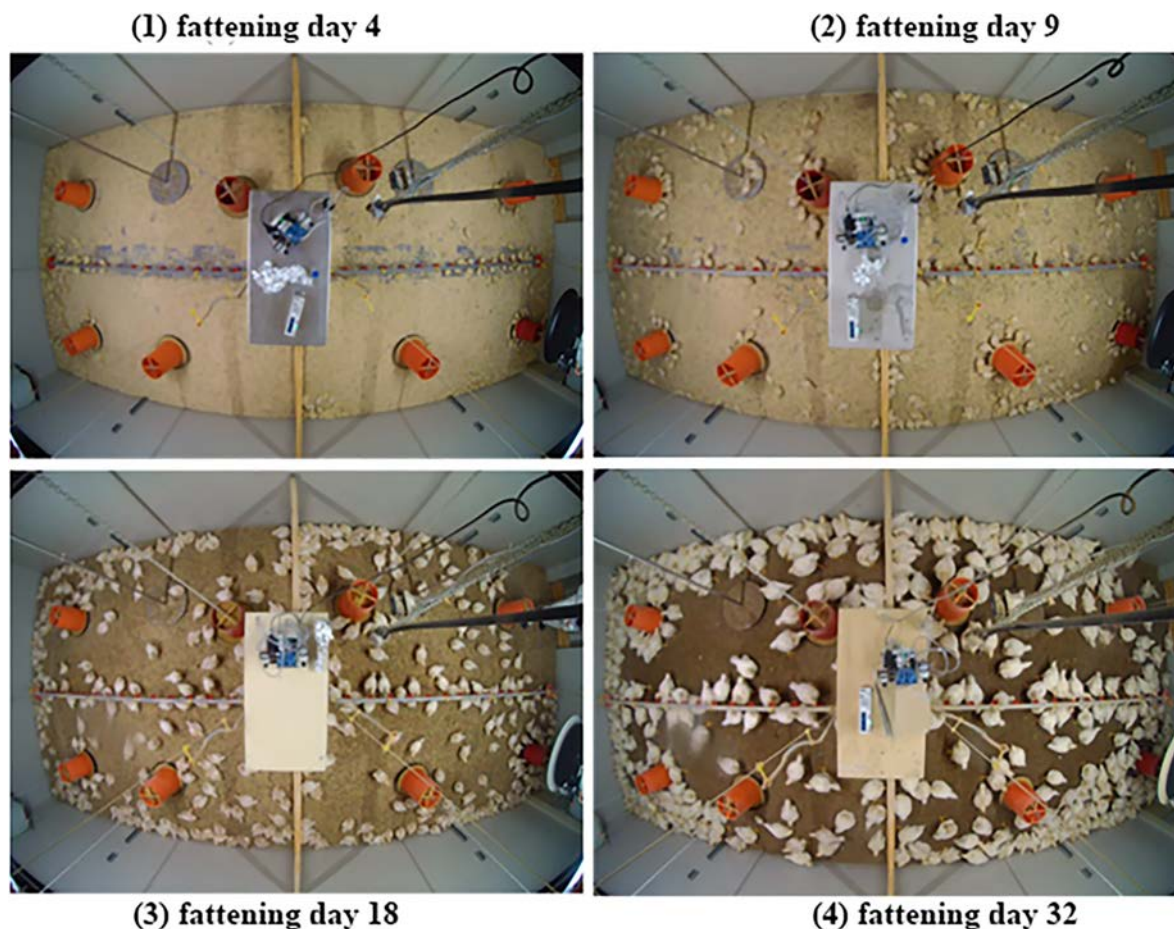 (1) fattening day 4
(2) fattening day 9
(3) fattening day 18
(4) fattening day 32